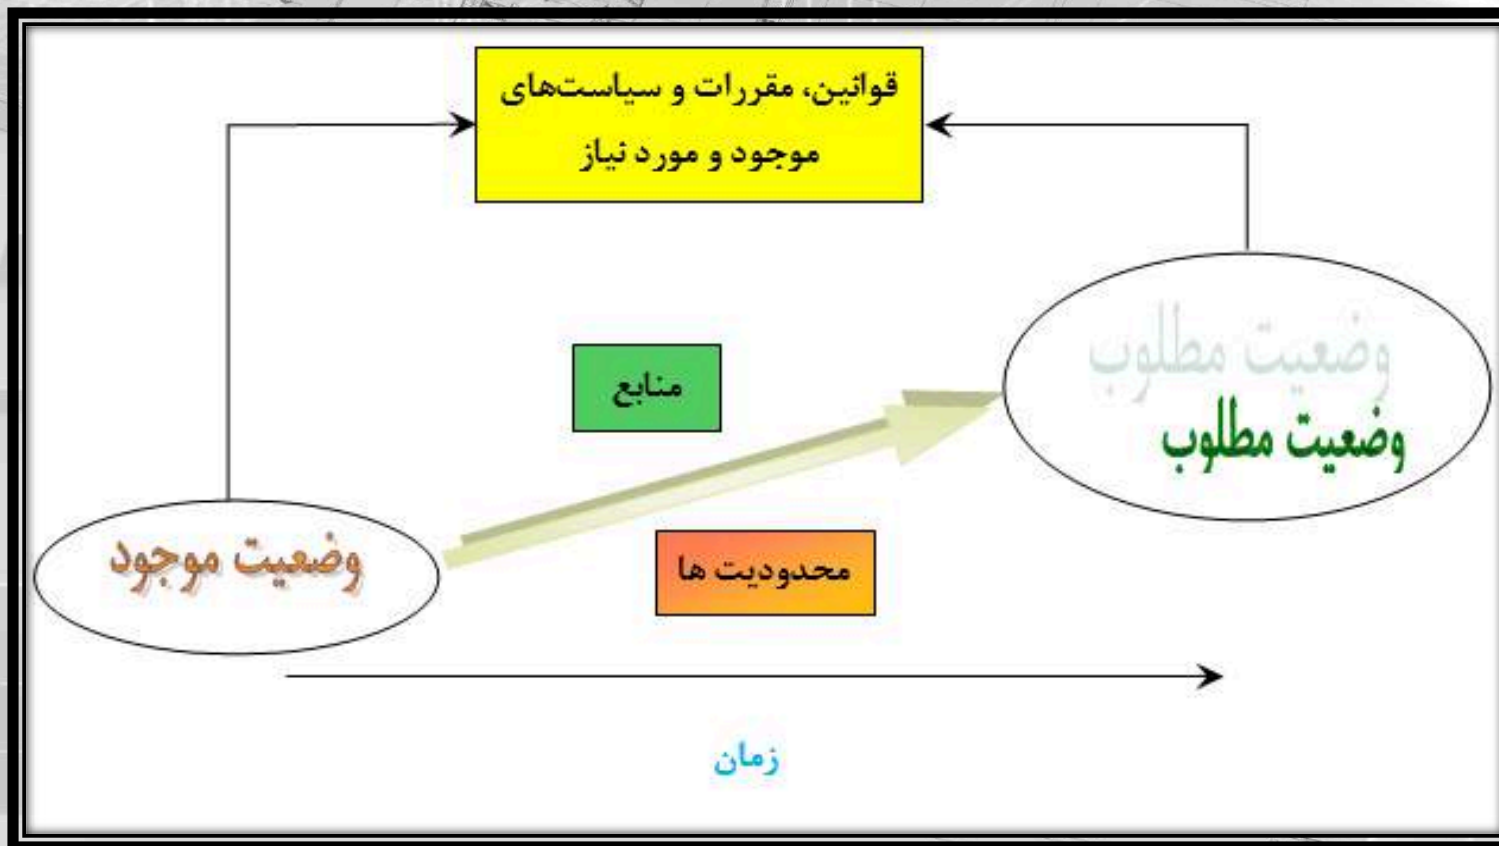 قوانین، مقررات و سیاست‌های
موجود و مورد نیاز
وضعیت مطلوب
وضعیت مطلوب
منابع
وضعیت موجود
محدودیت ها
زمان